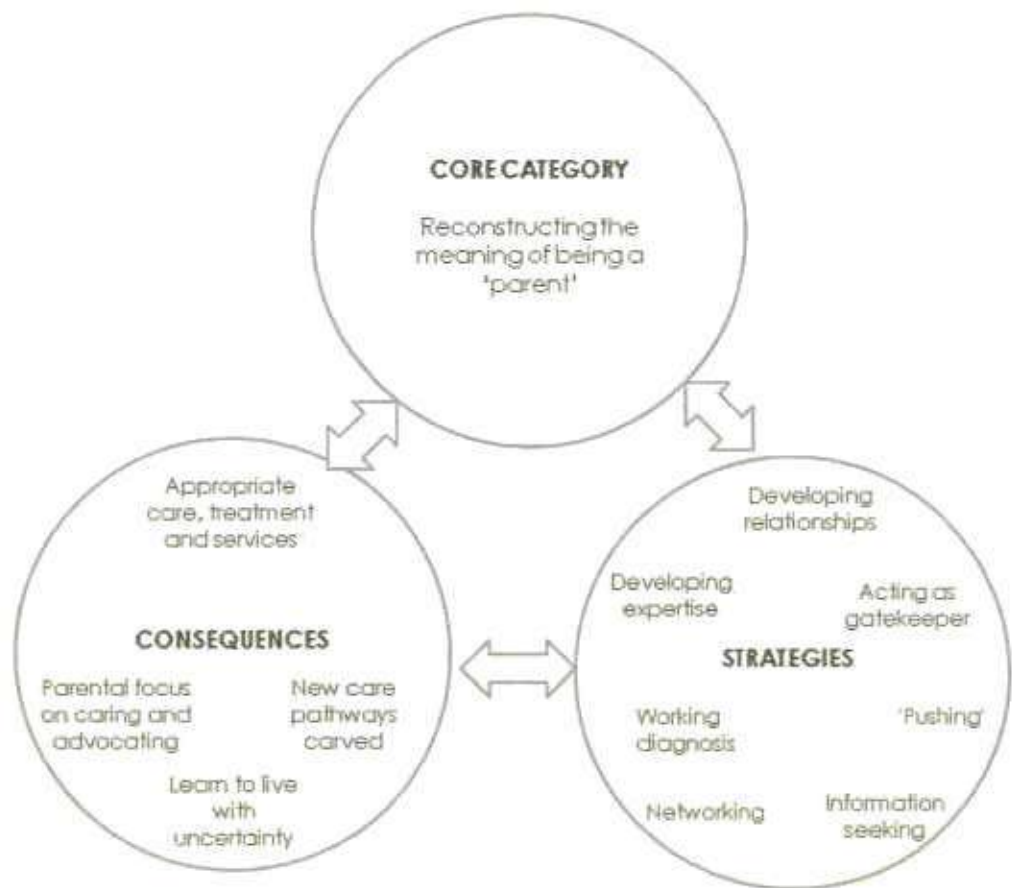 CORE CATEGORY
Reconstructing the
meaning of being a
'parent'
Appropriate
care, treatment
and services
CONSEQUENCES
Parental focus
on caring and
advocating
New care
pathways
carved
Learn to live
with
uncertainty
Developing
relationships
Developing
expertise
Acting as
gatekeeper
STRATEGIES
Working
diagnosis
'Pushing'
Networking
Information
seeking